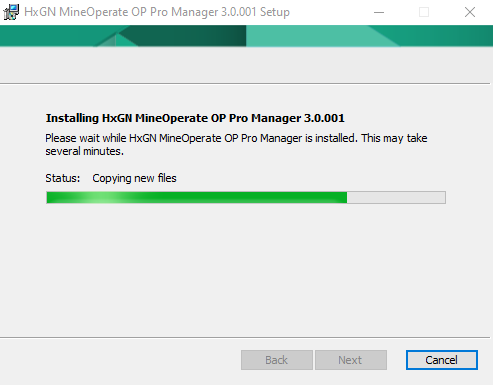 HxGN MineOperate OP Pro Manager 3.0.001 Setup
Installing HxGN MineOperate OP Pro Manager 3.0.001
Please wait while HxGN MineOperate OP Pro Manager is installed. This may take
several minutes.
Status: Copying new files
Back Next Cancel